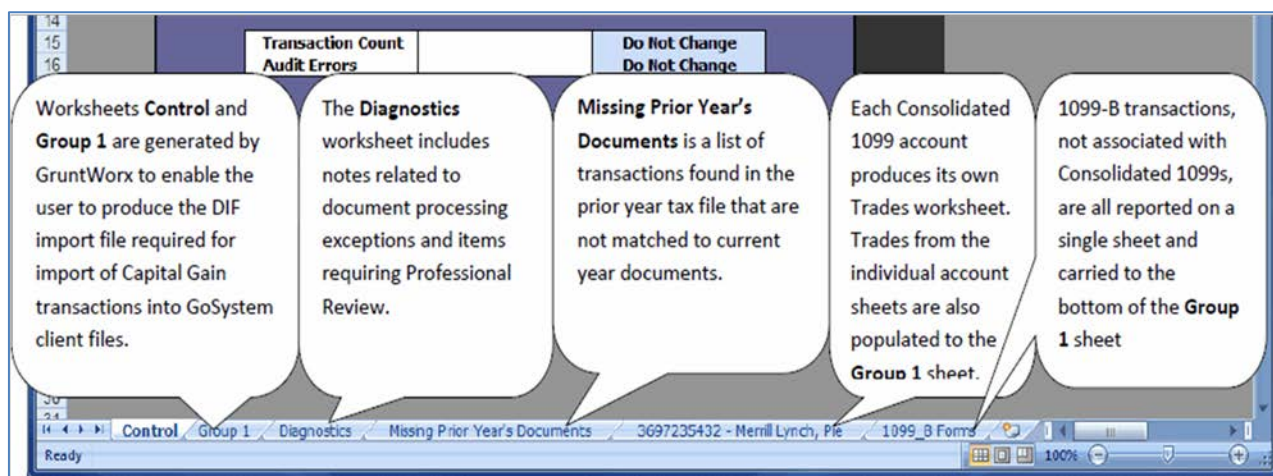 14
15
Transaction Count
Do Not Change
16
Audit Errors
Do Not Change
Worksheets Control and
Group 1 are generated by
GruntWorx to enable the
user to produce the DIF
import file required for
import of Capital Gain
transactions into GoSystem
client files.
The Diagnostics
worksheet includes
notes related to
document processing
exceptions and items
requiring Professional
Review.
Missing Prior Year's
Documents is a list of
transactions found in the
prior year tax file that are
not matched to current
year documents.
Each Consolidated
1099 account
produces its own
Trades worksheet.
Trades from the
individual account
sheets are also
populated to the
Group 1 sheet.
1099-B transactions,
not associated with
Consolidated 1099s,
are all reported on a
single sheet and
carried to the
bottom of the Group
1 sheet
Control
Group 1
Diagnostics
Missing Prior Year's Documents
3697235432 - Merrill Lynch, Pie
1099_B Forms
Ready
100%